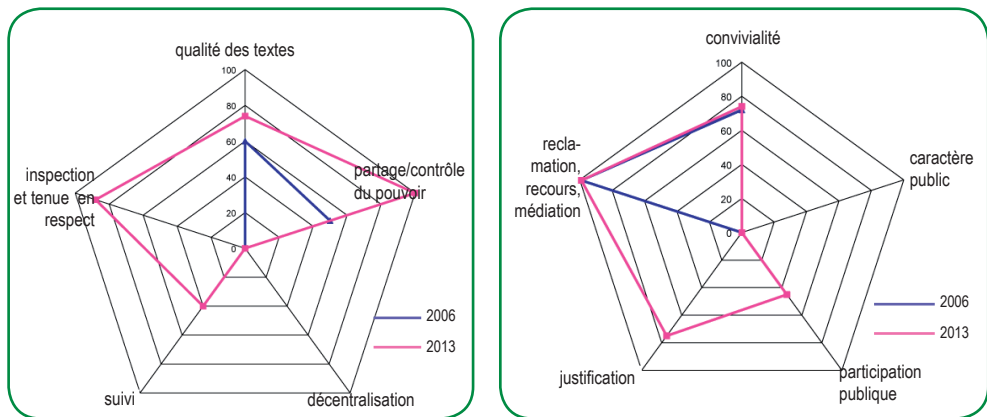 qualité des textes
100
80
60
40
20
0
partage/contrôle
du pouvoir
inspection
et tenue en
respect
2006
2013
suivi
décentralisation
convivialité
100
80
60
40
20
0
recla-
mation,
recours,
médiation
caractère
public
2006
2013
justification
participation
publique